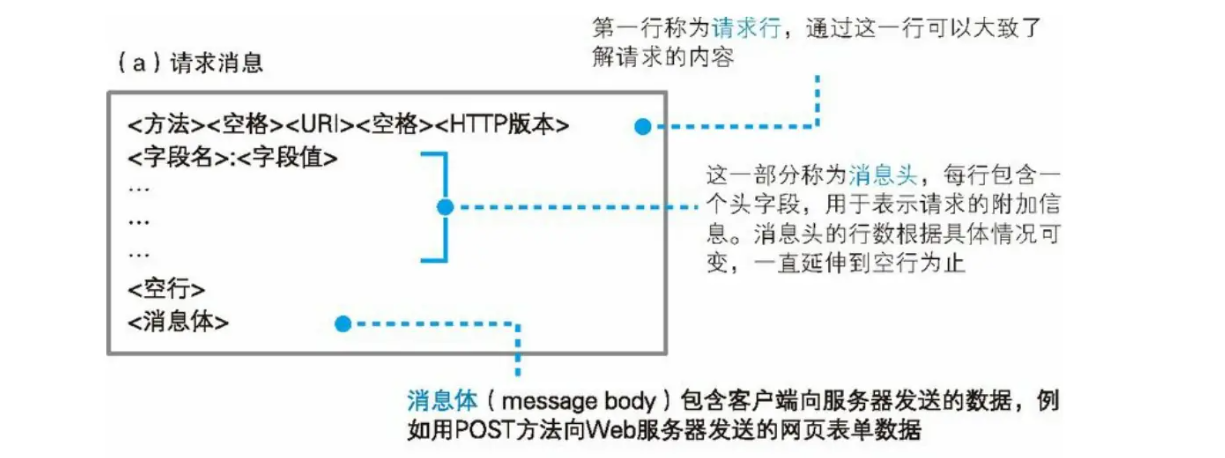 第一行称为请求行，通过这一行可以大致了
解请求的内容
（a）请求消息
<方法><空格><URI><空格><HTTP版本>
<字段名>:<字段值>
…
…
…
<空行>
<消息体>
这一部分称为消息头，每行包含一
个头字段，用于表示请求的附加信
息。消息头的行数根据具体情况可
变，一直延伸到空行为止
消息体（message body）包含客户端向服务器发送的数据，例
如用POST方法向Web服务器发送的网页表单数据